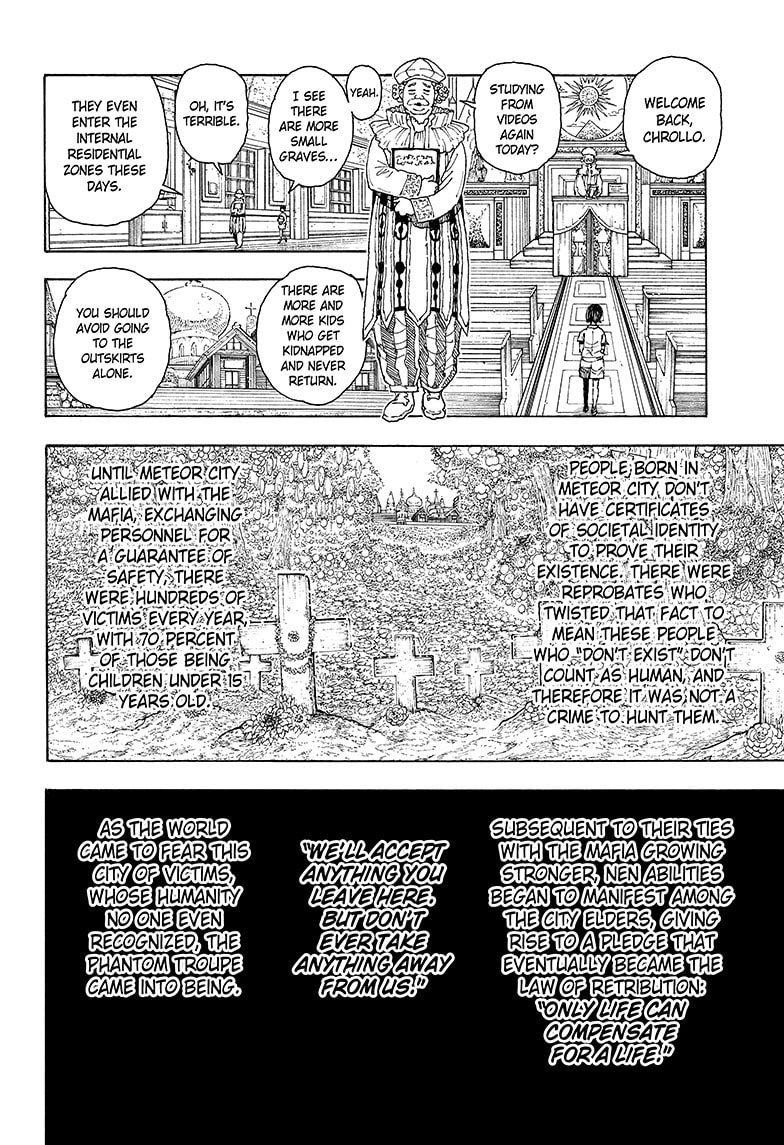 WELCOME
BACK,
CHROLLO.
STUDYING
FROM
VIDEOS
AGAIN
TODAY?
YEAH.
I SEE
THERE
ARE MORE
SMALL
GRAVES...
OH, IT'S
TERRIBLE.
THEY EVEN
ENTER THE
INTERNAL
RESIDENTIAL
ZONES THESE
DAYS.
THERE ARE
MORE AND
MORE KIDS
WHO GET
KIDNAPPED
AND NEVER
RETURN.
YOU SHOULD
AVOID GOING
TO THE
OUTSKIRTS
ALONE.
PEOPLE BORN IN
METEOR CITY DON'T
HAVE CERTIFICATES
OF SOCIETAL IDENTITY
TO PROVE THEIR
EXISTENCE. THERE WERE
REPROBATES WHO
TWISTED THAT FACT TO
MEAN THESE PEOPLE
WHO "DON'T EXIST" DON'T
COUNT AS HUMAN, AND
THEREFORE IT WAS NOT A
CRIME TO HUNT THEM...
UNTIL METEOR CITY
ALLIED WITH THE
MAFIA, EXCHANGING
PERSONNEL FOR
A GUARANTEE OF
SAFETY, THERE
WERE HUNDREDS OF
VICTIMS EVERY YEAR,
WITH 70 PERCENT
OF THOSE BEING
CHILDREN UNDER 15
YEARS OLD...
SUBSEQUENT TO THEIR TIES
WITH THE MAFIA GROWING
STRONGER, NEN ABILITIES
BEGAN TO MANIFEST AMONG
THE CITY ELDERS, GIVING
RISE TO A PLEDGE THAT
EVENTUALLY BECAME THE
LAW OF RETRIBUTION:
"ONLY LIFE CAN
COMPENSATE
FOR A LIFE."
"WE'LL ACCEPT
ANYTHING YOU
LEAVE HERE.
BUT DON'T
EVER TAKE
ANYTHING AWAY
FROM US."
AS THE WORLD
CAME TO FEAR THIS
CITY OF VICTIMS,
WHOSE HUMANITY
NO ONE EVEN
RECOGNIZED, THE
PHANTOM TROUPE
CAME INTO BEING.